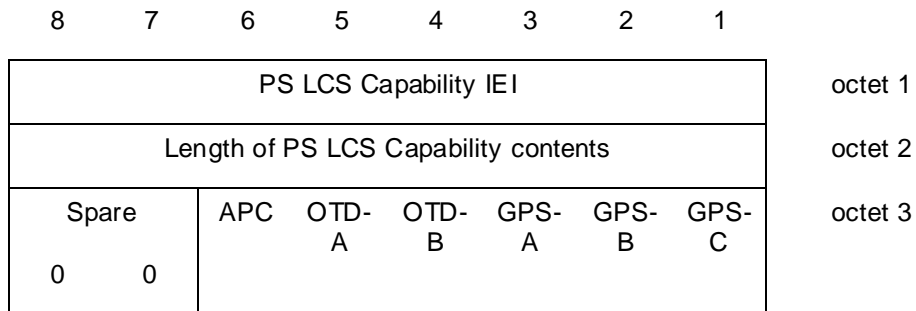 8 7 6 5 4 3 2 1
PS LCS Capability IEI octet 1
Length of PS LCS Capability contents octet 2
Spare APC OTD- OTD- GPS- GPS- GPS- octet 3
A B A B C
0 0